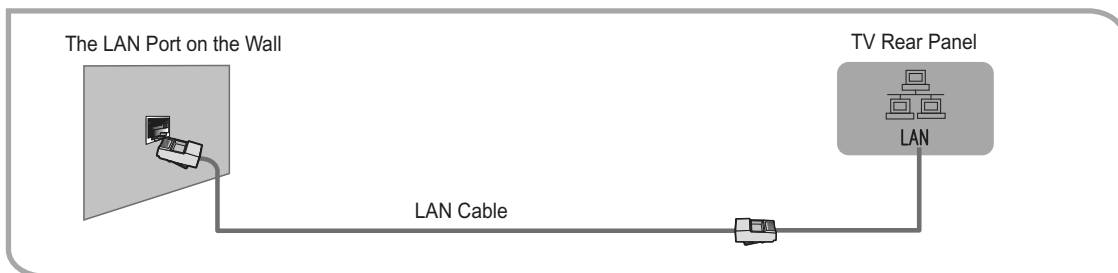 The LAN Port on the Wall
TV Rear Panel
LAN
LAN Cable